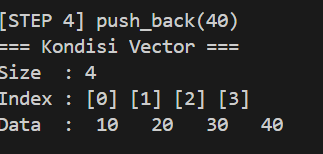 [STEP 4] push_back(40)
=== Kondisi Vector ===
Size  : 4
Index : [0] [1] [2] [3]
Data  :  10   20   30   40